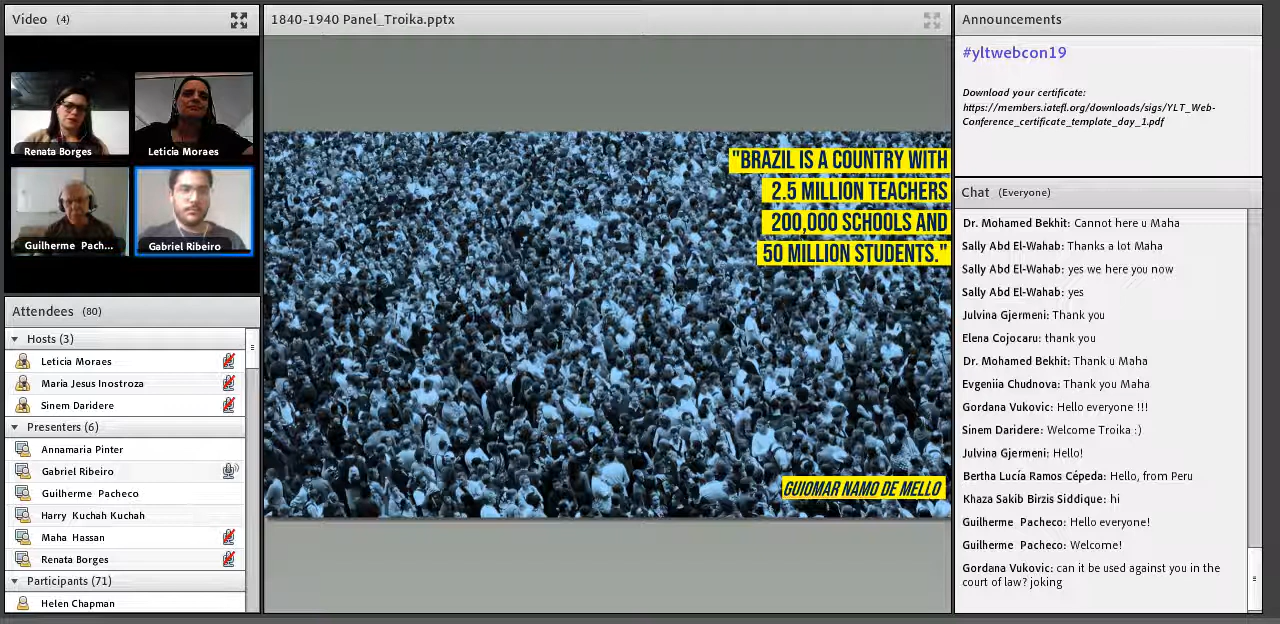 Video (4)
Renata Borges
Leticia Moraes
Guilherme Pach...
Gabriel Ribeiro
Attendees (80)
Hosts (3)
Leticia Moraes
Maria Jesus Inostroza
Sinem Daridere
Presenters (6)
Annamaria Pinter
Gabriel Ribeiro
Guilherme Pacheco
Harry Kuchah Kuchah
Maha Hassan
Renata Borges
Participants (71)
Helen Chapman
1840-1940 Panel_Troika.pptx
"BRAZIL IS A COUNTRY WITH
2.5 MILLION TEACHERS
200,000 SCHOOLS AND
50 MILLION STUDENTS."
GUIOMAR NAMO DE MELLO
Announcements
#yltwebcon19
Download your certificate:
https://members.iatefl.org/downloads/sigs/YLT_Web-
Conference_certificate_template_day_1.pdf
Chat (Everyone)
Dr. Mohamed Bekhit: Cannot here u Maha
Sally Abd El-Wahab: Thanks a lot Maha
Sally Abd El-Wahab: yes we here you now
Sally Abd El-Wahab: yes
Julvina Gjermeni: Thank you
Elena Cojocaru: thank you
Dr. Mohamed Bekhit: Thank u Maha
Evgeniia Chudnova: Thank you Maha
Gordana Vukovic: Hello everyone !!!
Sinem Daridere: Welcome Troika :)
Julvina Gjermeni: Hello!
Bertha Lucía Ramos Cépeda: Hello, from Peru
Khaza Sakib Birzis Siddique: hi
Guilherme Pacheco: Hello everyone!
Guilherme Pacheco: Welcome!
Gordana Vukovic: can it be used against you in the
court of law? joking